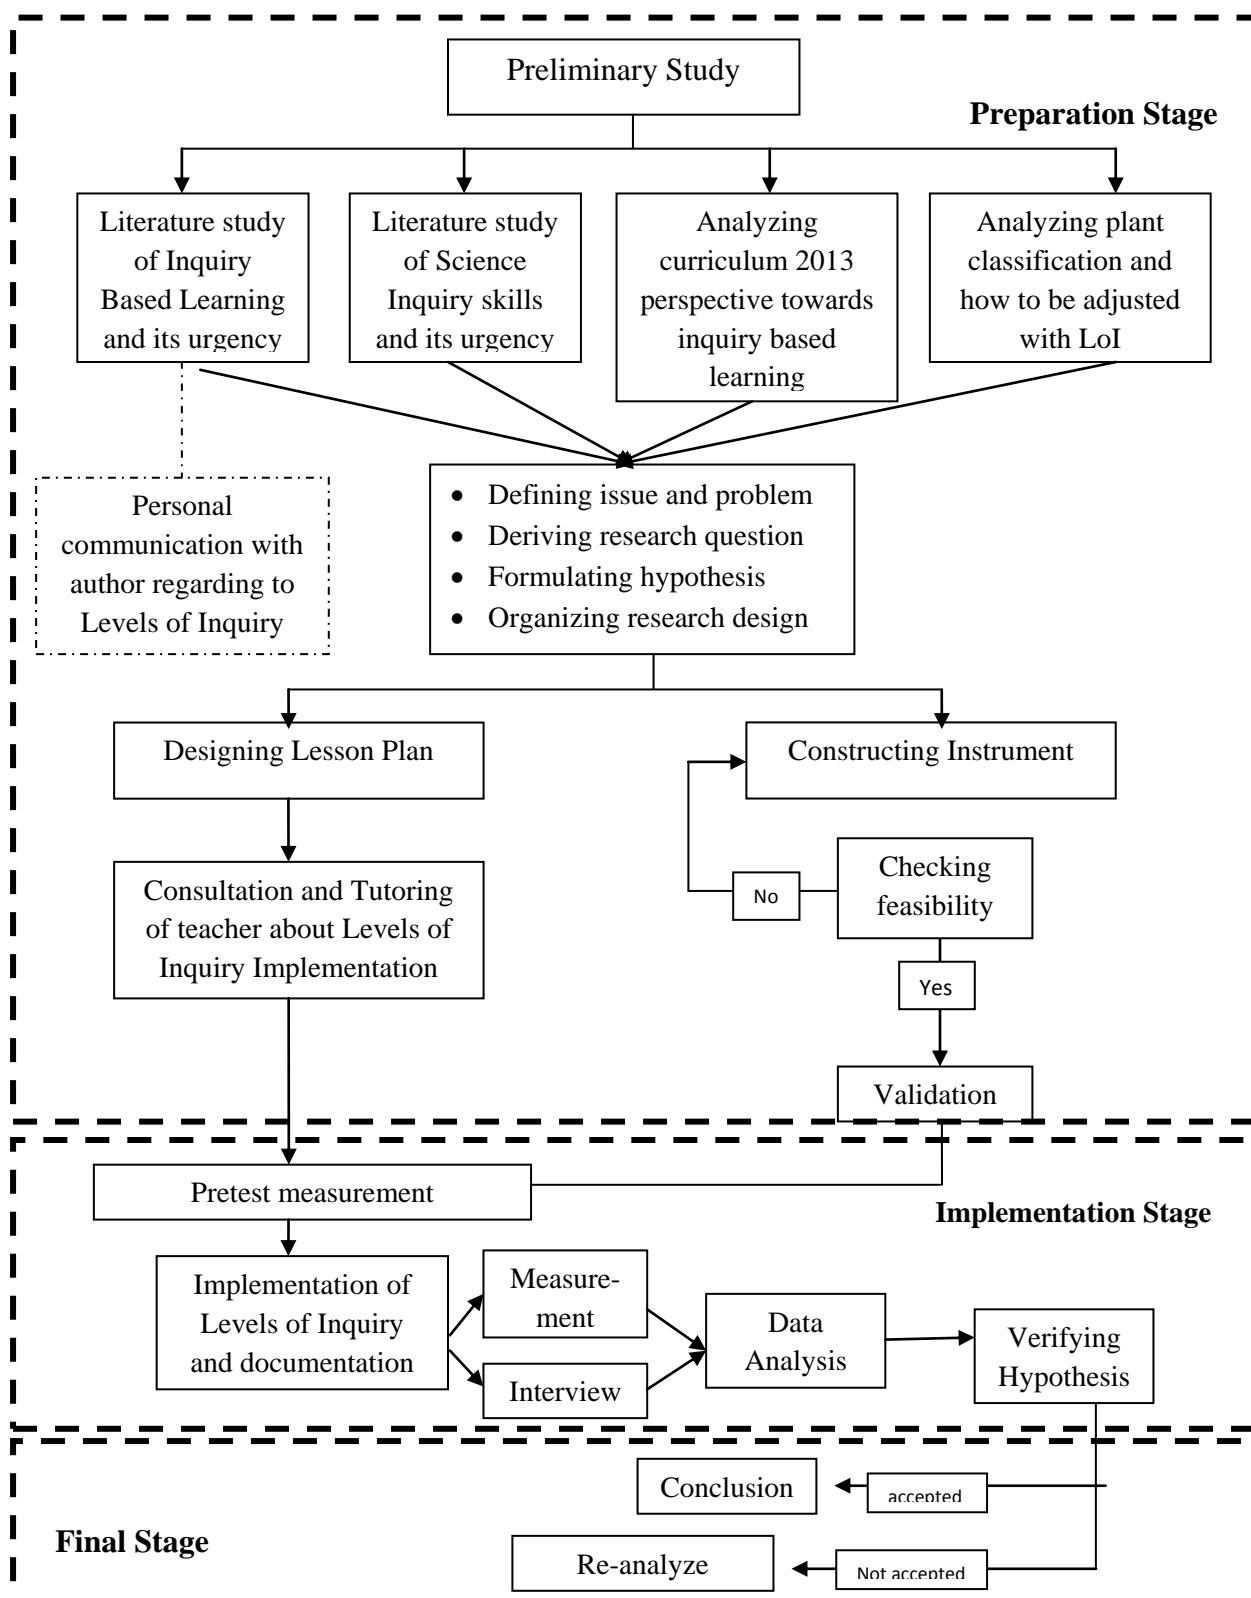 Preliminary Study
Preparation Stage
Literature study
of Inquiry
Based Learning
and its urgency
Literature study
of Science
Inquiry skills
and its urgency
Analyzing
curriculum 2013
perspective towards
inquiry based
learning
Analyzing plant
classification and
how to be adjusted
with LoI
Personal
communication with
author regarding to
Levels of Inquiry
• Defining issue and problem
• Deriving research question
• Formulating hypothesis
• Organizing research design
Designing Lesson Plan
Constructing Instrument
Consultation and Tutoring
of teacher about Levels of
Inquiry Implementation
Checking
feasibility
No
Yes
Validation
Pretest measurement
Implementation Stage
Implementation of
Levels of Inquiry
and documentation
Measure-
ment
Interview
Data
Analysis
Verifying
Hypothesis
Conclusion
accepted
Final Stage
Re-analyze
Not accepted